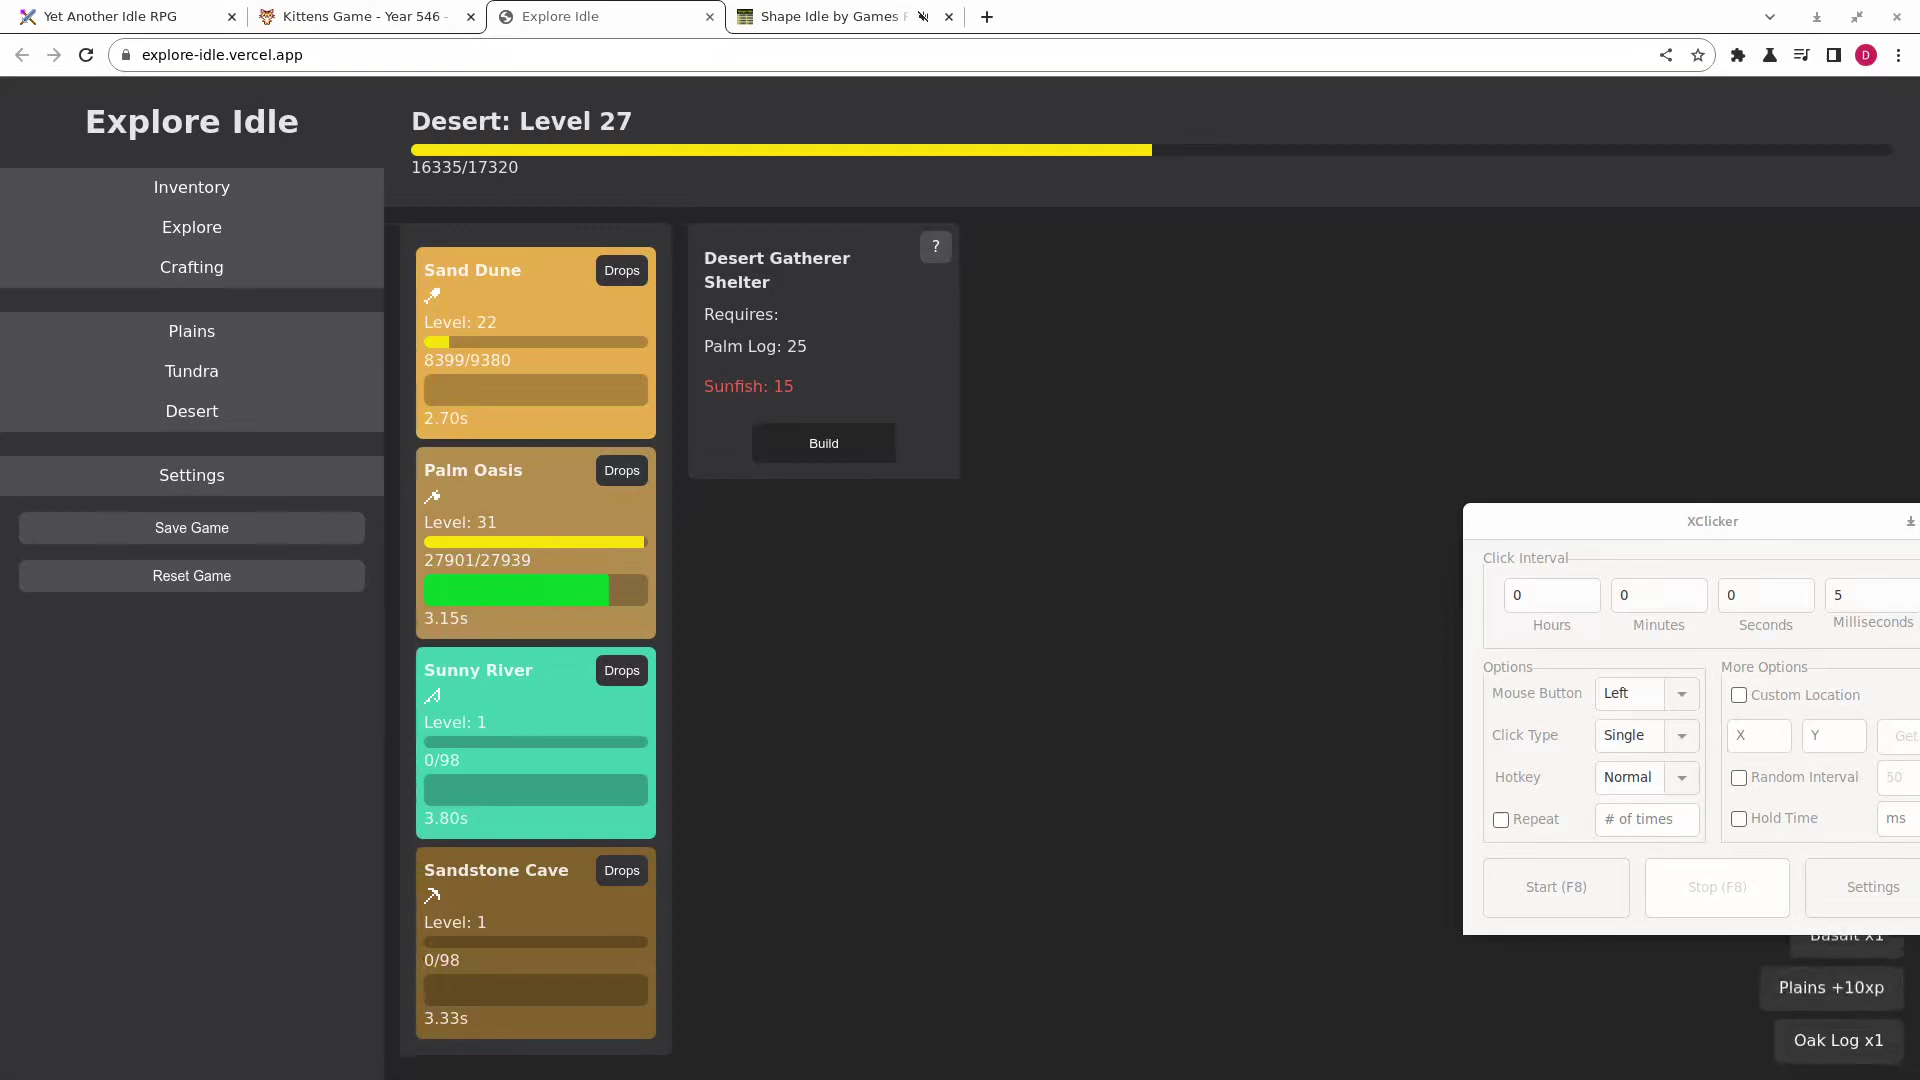 Yet Another Idle RPG
Kittens Game - Year 546 -
Explore Idle
Shape Idle by Games
explore-idle.vercel.app
D
Explore Idle
Inventory
Explore
Crafting
Plains
Tundra
Desert
Settings
Save Game
Reset Game
Desert: Level 27
16335/17320
Sand Dune
Drops
Level: 22
8399/9380
2.70s
Palm Oasis
Drops
Level: 31
27901/27939
3.15s
Sunny River
Drops
Level: 1
0/98
3.80s
Sandstone Cave
Drops
Level: 1
0/98
3.33s
?
Desert Gatherer
Shelter
Requires:
Palm Log: 25
Sunfish: 15
Build
XClicker
Click Interval
0 0 0 5
Hours Minutes Seconds Milliseconds
Options
Mouse Button Left
Click Type Single
Hotkey Normal
Repeat # of times
More Options
Custom Location
X Y Get
Random Interval 50
Hold Time ms
Start (F8) Stop (F8) Settings
Basalt x1
Plains +10xp
Oak Log x1